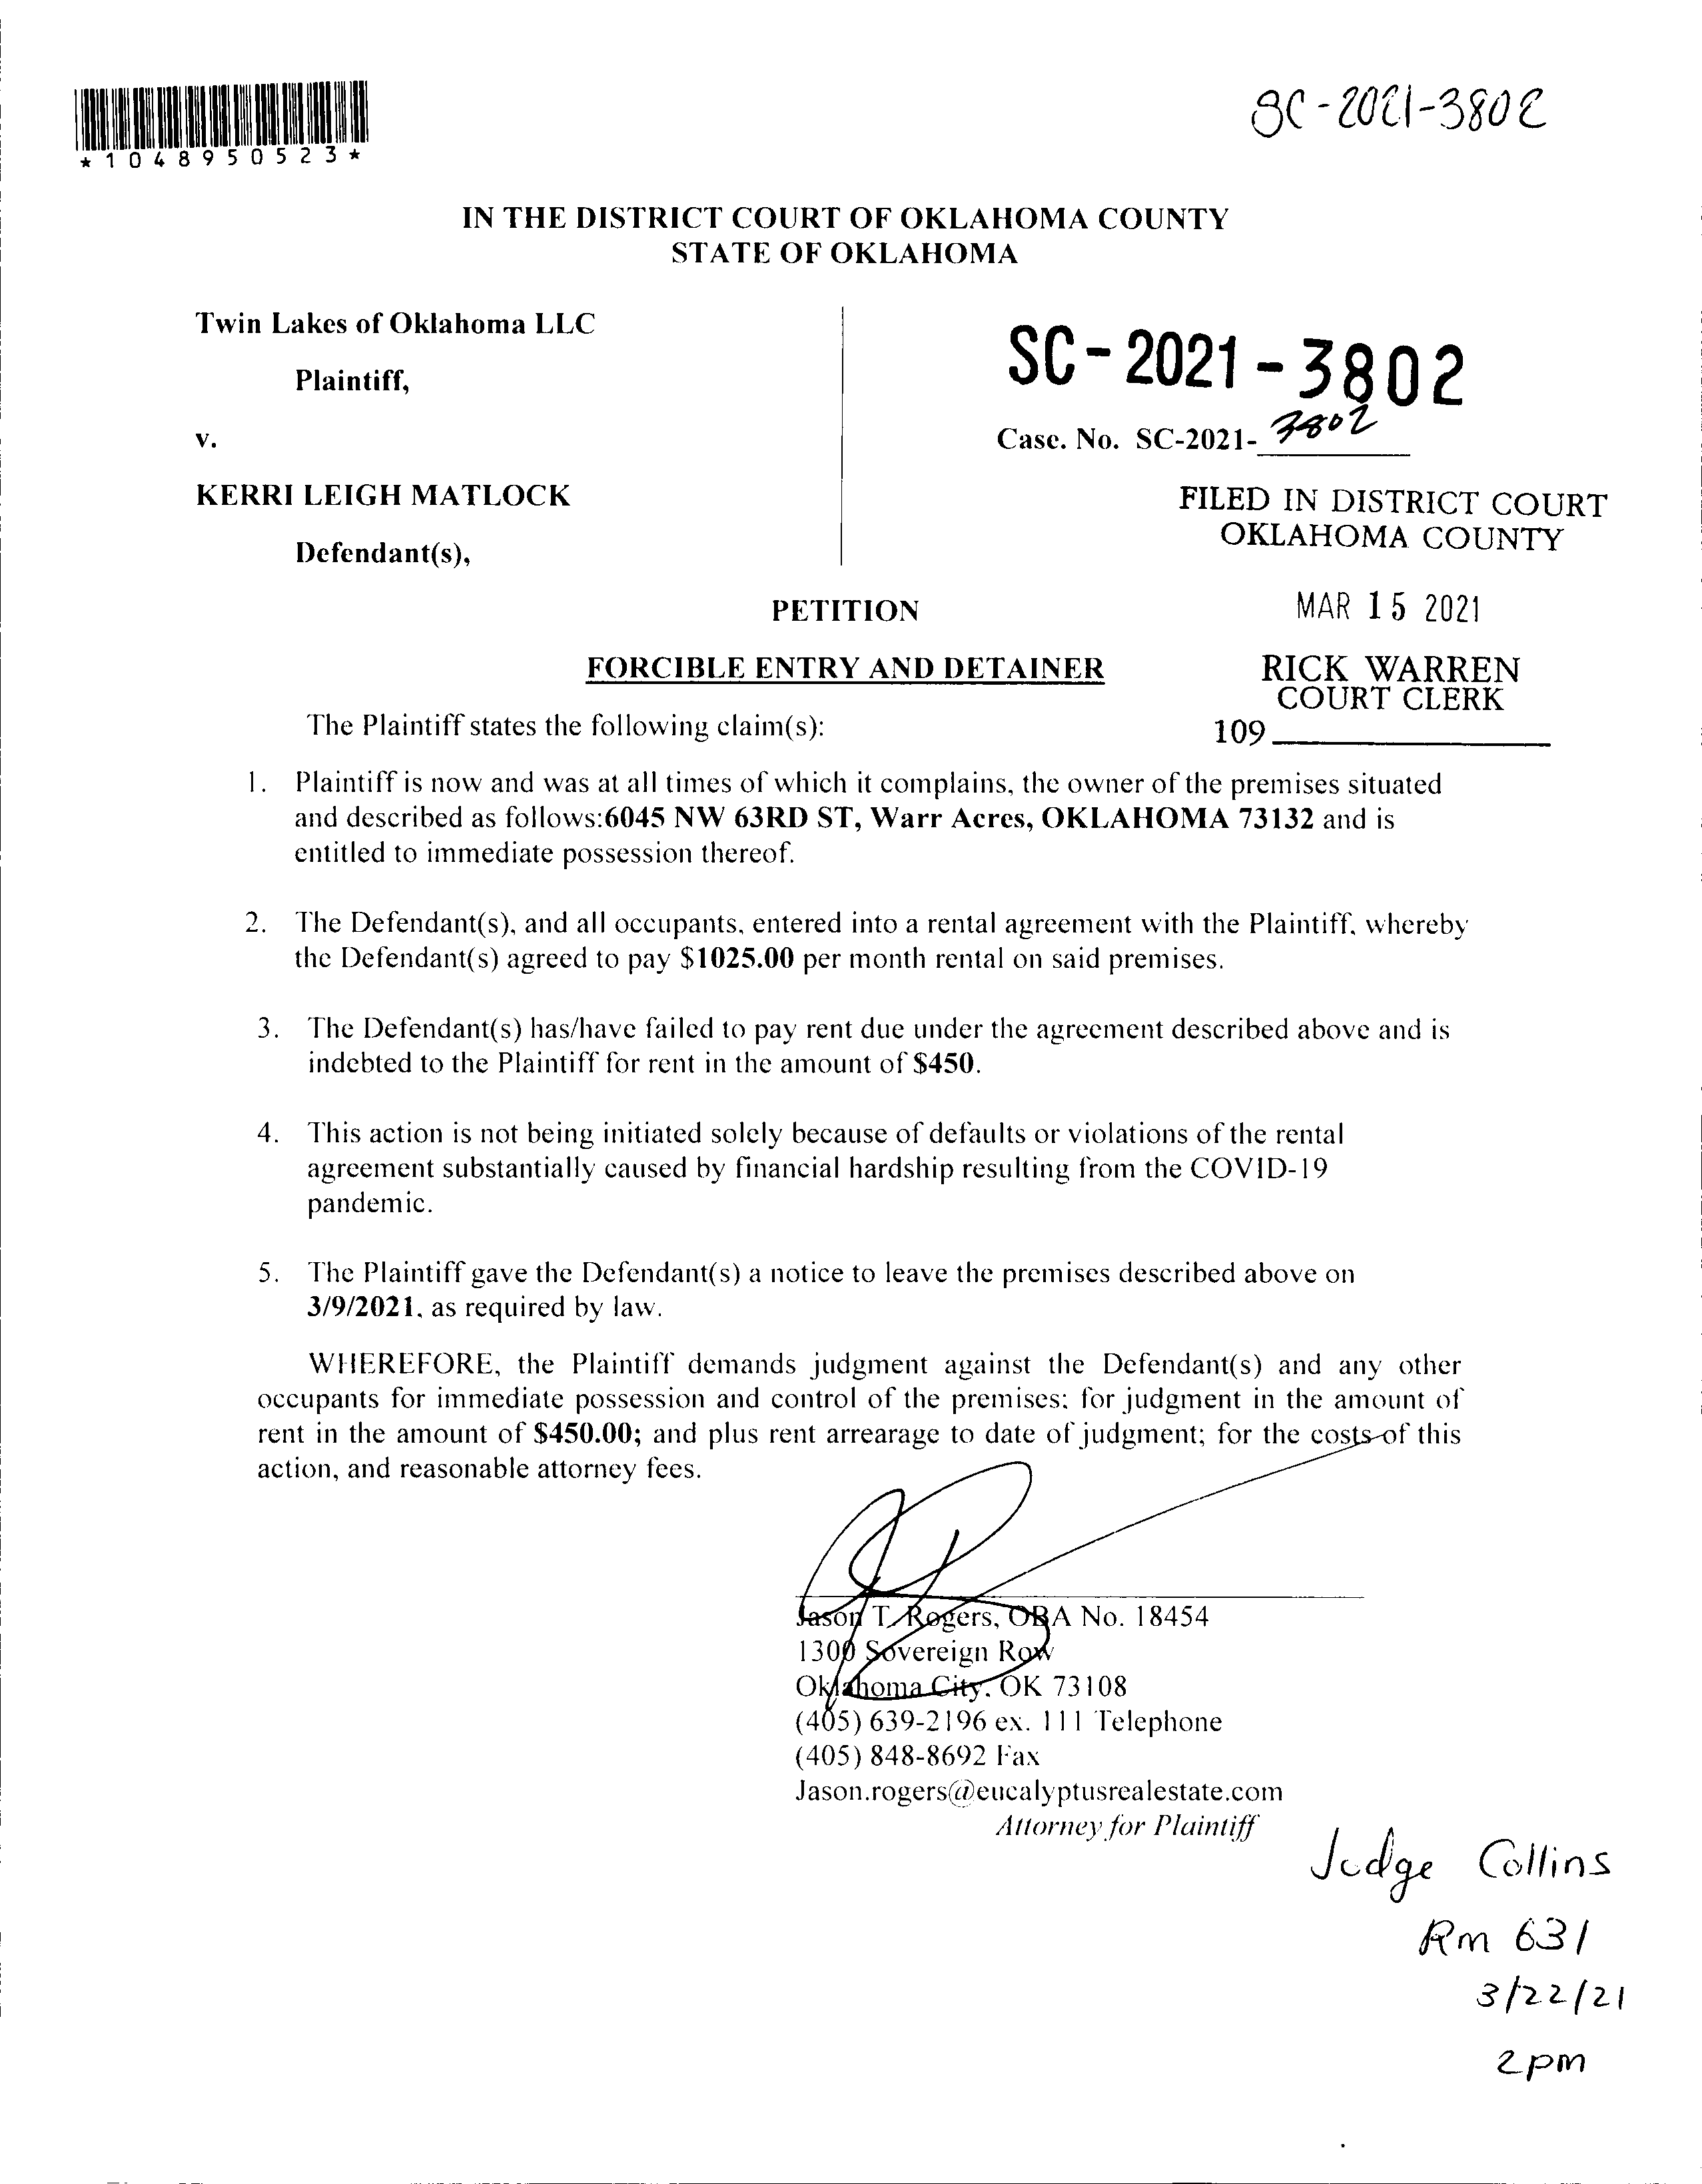 SC-2021-3802
*1048950523*
IN THE DISTRICT COURT OF OKLAHOMA COUNTY
STATE OF OKLAHOMA
Twin Lakes of Oklahoma LLC
Plaintiff,
v.
KERRI LEIGH MATLOCK
Defendant(s),
SC-2021-3802
Case. No. SC-2021- 3802
FILED IN DISTRICT COURT
OKLAHOMA COUNTY
MAR 15 2021
RICK WARREN
COURT CLERK
109
PETITION
FORCIBLE ENTRY AND DETAINER
The Plaintiff states the following claim(s):
1. Plaintiff is now and was at all times of which it complains, the owner of the premises situated
and described as follows:6045 NW 63RD ST, Warr Acres, OKLAHOMA 73132 and is
entitled to immediate possession thereof.
2. The Defendant(s), and all occupants, entered into a rental agreement with the Plaintiff, whereby
the Defendant(s) agreed to pay $1025.00 per month rental on said premises.
3. The Defendant(s) has/have failed to pay rent due under the agreement described above and is
indebted to the Plaintiff for rent in the amount of $450.
4. This action is not being initiated solely because of defaults or violations of the rental
agreement substantially caused by financial hardship resulting from the COVID-19
pandemic.
5. The Plaintiff gave the Defendant(s) a notice to leave the premises described above on
3/9/2021, as required by law.
WHEREFORE, the Plaintiff demands judgment against the Defendant(s) and any other
occupants for immediate possession and control of the premises; for judgment in the amount of
rent in the amount of $450.00; and plus rent arrearage to date of judgment; for the costs of this
action, and reasonable attorney fees.
Jason T. Rogers, OBA No. 18454
1300 Sovereign Row
Oklahoma City, OK 73108
(405) 639-2196 ex. 111 Telephone
(405) 848-8692 Fax
Jason.rogers@eucalyptusrealestate.com
Attorney for Plaintiff
Judge Collins
Rm 631
3/22/21
2pm